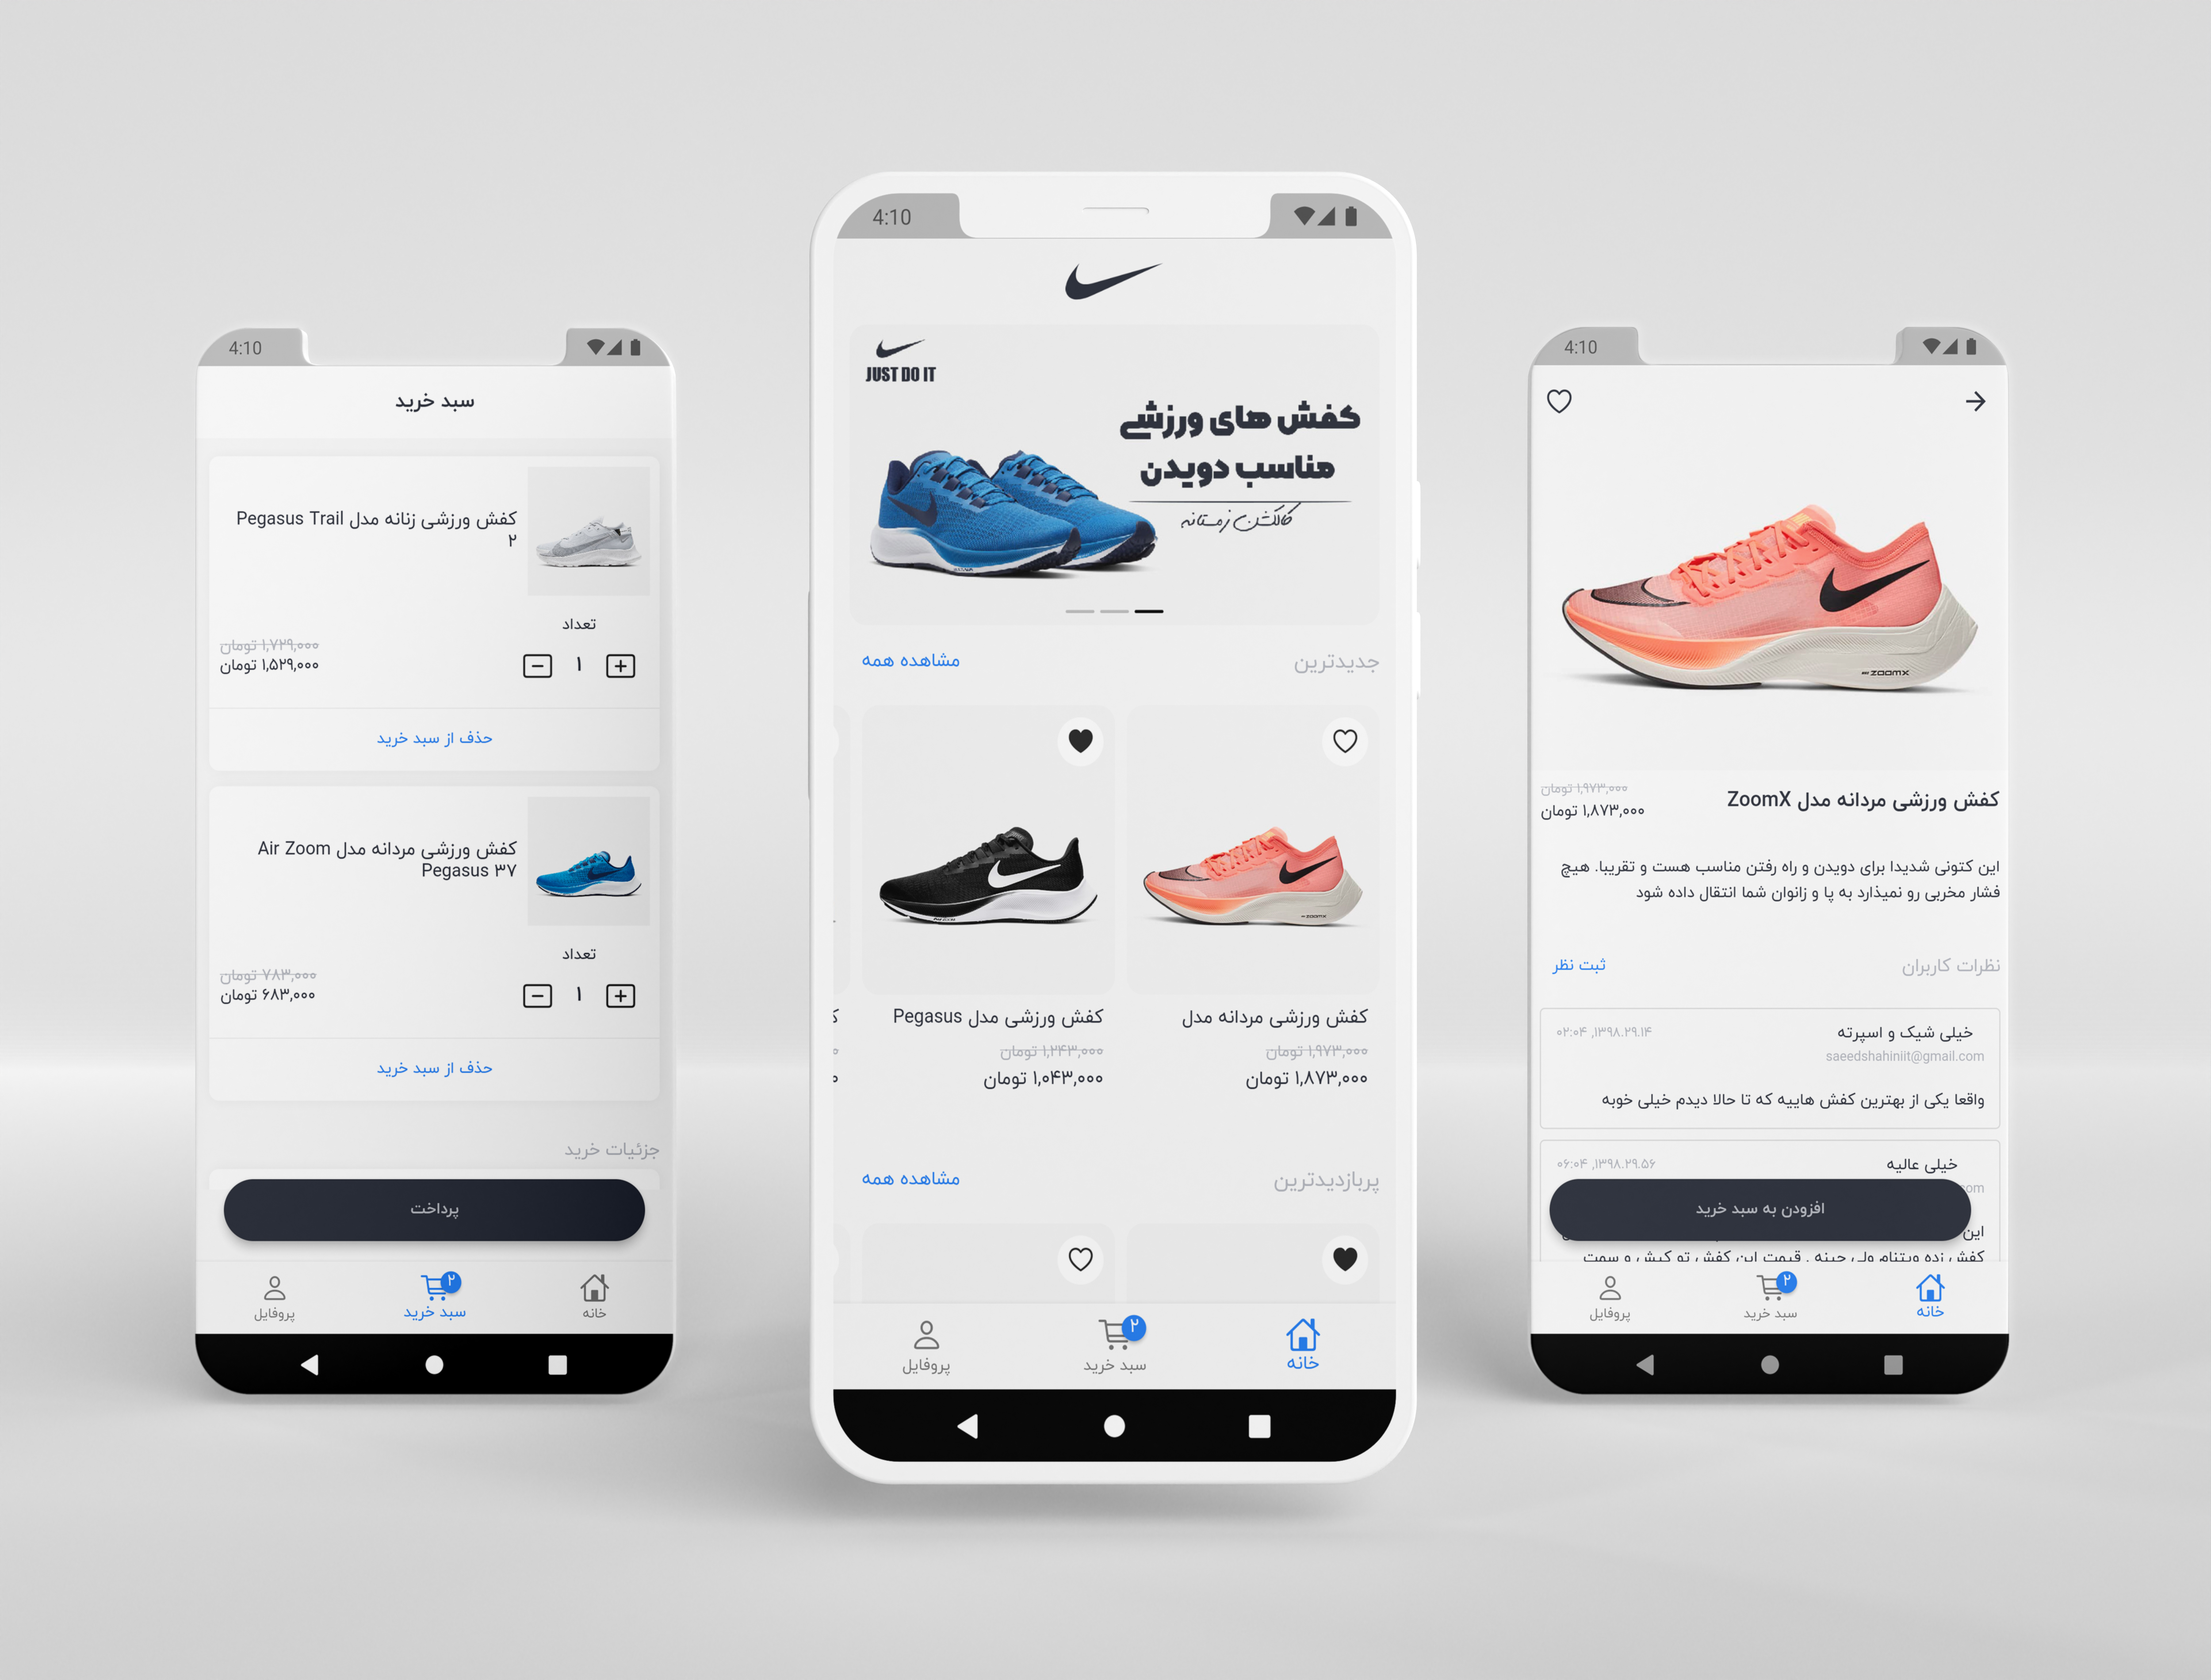 4:10
سبد خرید
کفش ورزشی زنانه مدل Pegasus Trail
۲
تعداد
۱
۱,۷۲۹,۰۰۰ تومان
۱,۵۲۹,۰۰۰ تومان
حذف از سبد خرید
کفش ورزشی مردانه مدل Air Zoom
Pegasus ۳۷
تعداد
۱
۷۸۳,۰۰۰ تومان
۶۸۳,۰۰۰ تومان
حذف از سبد خرید
جزئیات خرید
پرداخت
خانه
سبد خرید
۲
پروفایل
4:10
JUST DO IT
کفش های ورزشی
مناسب دویدن
کالکشن زمستانه
جدیدترین
مشاهده همه
ZOOMX
کفش ورزشی مردانه مدل
۱,۹۷۳,۰۰۰ تومان
۱,۸۷۳,۰۰۰ تومان
کفش ورزشی مدل Pegasus
۱,۲۴۳,۰۰۰ تومان
۱,۰۴۳,۰۰۰ تومان
پربازدیدترین
مشاهده همه
خانه
سبد خرید
۲
پروفایل
4:10
ZOOMX
کفش ورزشی مردانه مدل ZoomX
۱,۹۷۳,۰۰۰ تومان
۱,۸۷۳,۰۰۰ تومان
این کتونی شدیدا برای دویدن و راه رفتن مناسب هست و تقریبا. هیچ
فشار مخربی رو نمیذارد به پا و زانوان شما انتقال داده شود
نظرات کاربران
ثبت نظر
خیلی شیک و اسپرته
۱۳۹۸.۲۹.۱۴, ۰۲:۰۴
saeedshahiniit@gmail.com
واقعا یکی از بهترین کفش هاییه که تا حالا دیدم خیلی خوبه
خیلی عالیه
۱۳۹۸.۲۹.۵۶, ۰۶:۰۴
com
افزودن به سبد خرید
این
کفش زده ویتنام ولی چینه . قیمت این کفش تو کیش و سمت
خانه
سبد خرید
۲
پروفایل